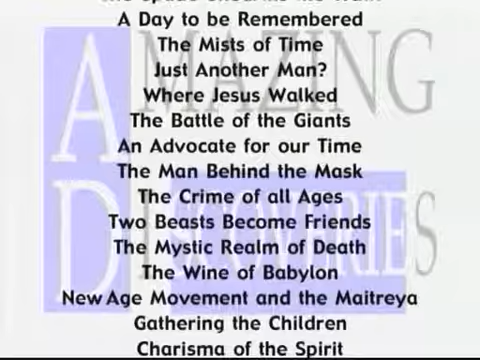 A Day to be Remembered
The Mists of Time
Just Another Man?
Where Jesus Walked
The Battle of the Giants
An Advocate for our Time
The Man Behind the Mask
The Crime of all Ages
Two Beasts Become Friends
The Mystic Realm of Death
The Wine of Babylon
New Age Movement and the Maitreya
Gathering the Children
Charisma of the Spirit
AMAZING
DISCOVERIES